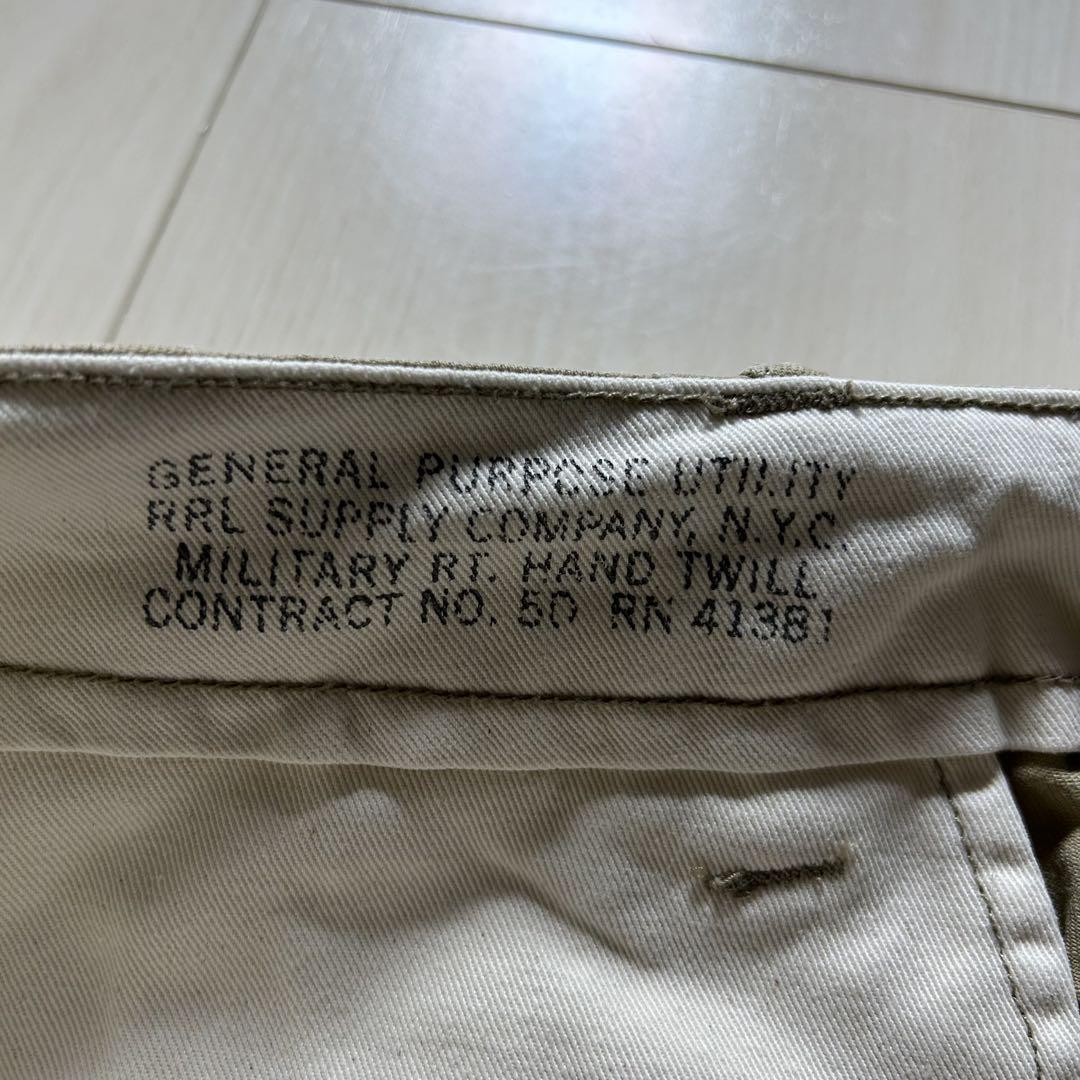 GENERAL PURPOSE UTILITY
RRL SUPPLY COMPANY, N.Y.C.
MILITARY RT. HAND TWILL
CONTRACT NO. 50 RN 41381